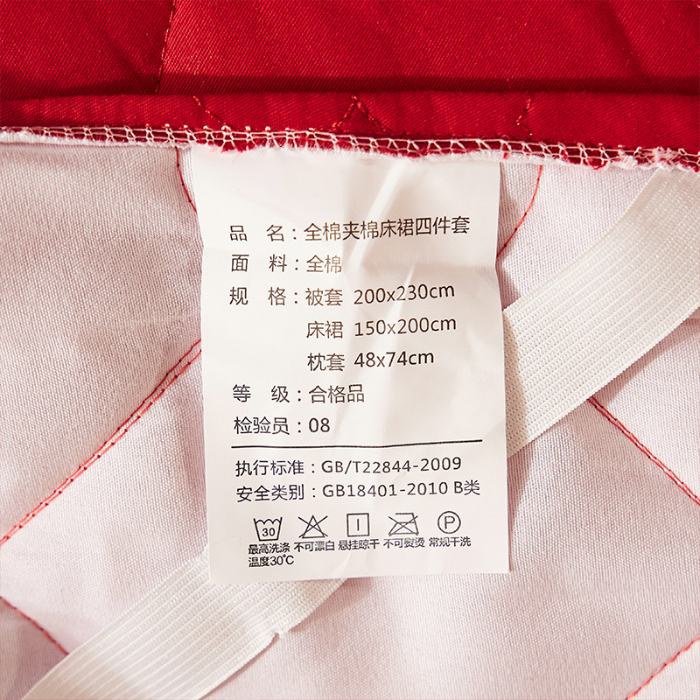 品 名：全棉夹棉床裙四件套
面 料：全棉
规 格：被套 200x230cm
床裙 150x200cm
枕套 48x74cm
等 级：合格品
检验员：08
执行标准：GB/T22844-2009
安全类别：GB18401-2010 B类
30 P
最高洗涤 不可漂白 悬挂晾干 不可熨烫 常规干洗
温度30℃